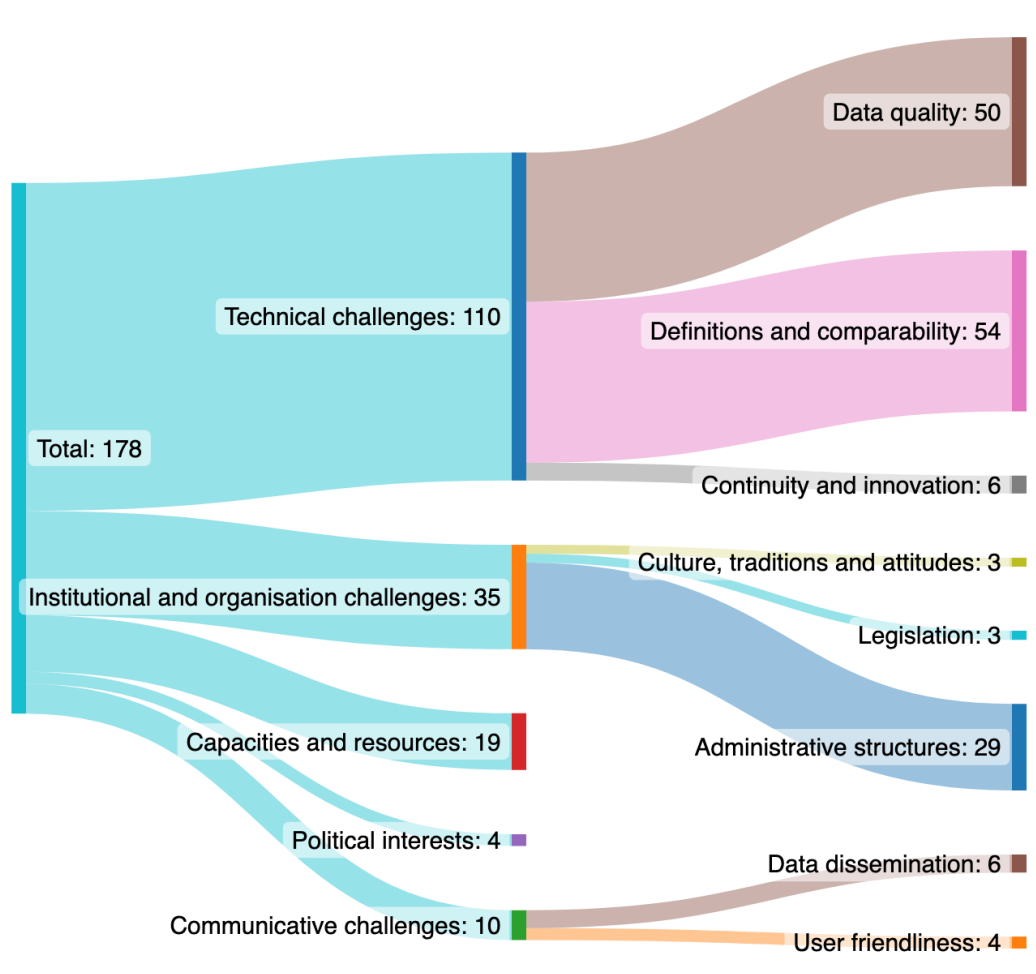 Data quality: 50
Technical challenges: 110
Definitions and comparability: 54
Total: 178
Continuity and innovation: 6
Culture, traditions and attitudes: 3
Institutional and organisation challenges: 35
Legislation: 3
Capacities and resources: 19
Administrative structures: 29
Political interests: 4
Data dissemination: 6
Communicative challenges: 10
User friendliness: 4